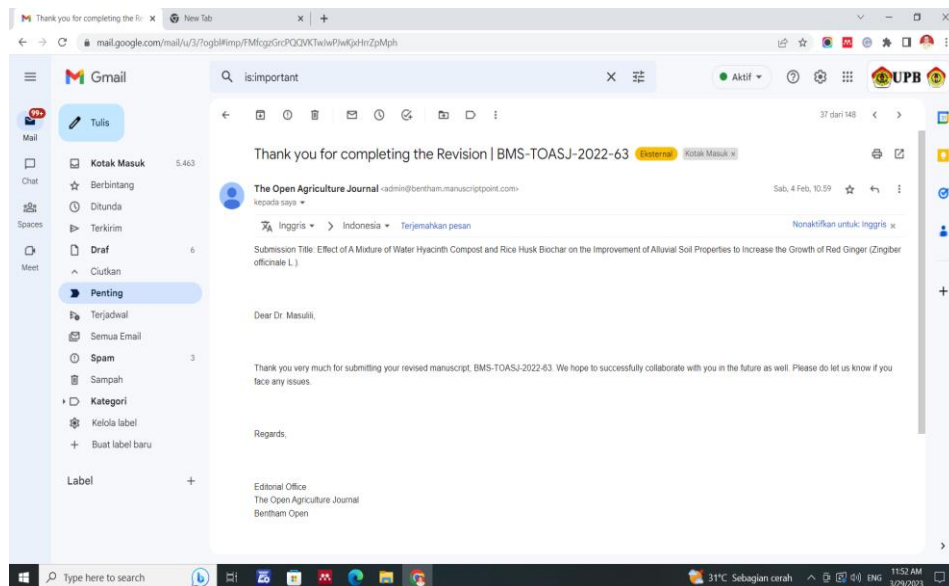 Thank you for completing the Re
New Tab
mail.google.com/mail/u/3/?ogbl#imp/FMfcgzGrcPQQVKTwJwPJwKjxHrrZpMph
Gmail
is:important
Aktif
UPB
99+
Mail
Chat
Spaces
Meet
Tulis
Kotak Masuk 5.463
Berbintang
Ditunda
Terkirim
Draf 6
Ciutkan
Penting
Terjadwal
Semua Email
Spam 3
Sampah
Kategori
Kelola label
Buat label baru
Label
37 dari 148
Thank you for completing the Revision | BMS-TOASJ-2022-63 Eksternal Kotak Masuk x
The Open Agriculture Journal <admin@bentham.manuscriptpoint.com>
Sab, 4 Feb, 10.59
kepada saya
Inggris > Indonesia Terjemahkan pesan
Nonaktifkan untuk: Inggris x
Submission Title: Effect of A Mixture of Water Hyacinth Compost and Rice Husk Biochar on the Improvement of Alluvial Soil Properties to Increase the Growth of Red Ginger (Zingiber
officinale L.).
Dear Dr. Masulili,
Thank you very much for submitting your revised manuscript, BMS-TOASJ-2022-63. We hope to successfully collaborate with you in the future as well. Please do let us know if you
face any issues.
Regards,
Editorial Office
The Open Agriculture Journal
Bentham Open
Type here to search
31°C Sebagian cerah
ENG
11:52 AM
3/29/2023